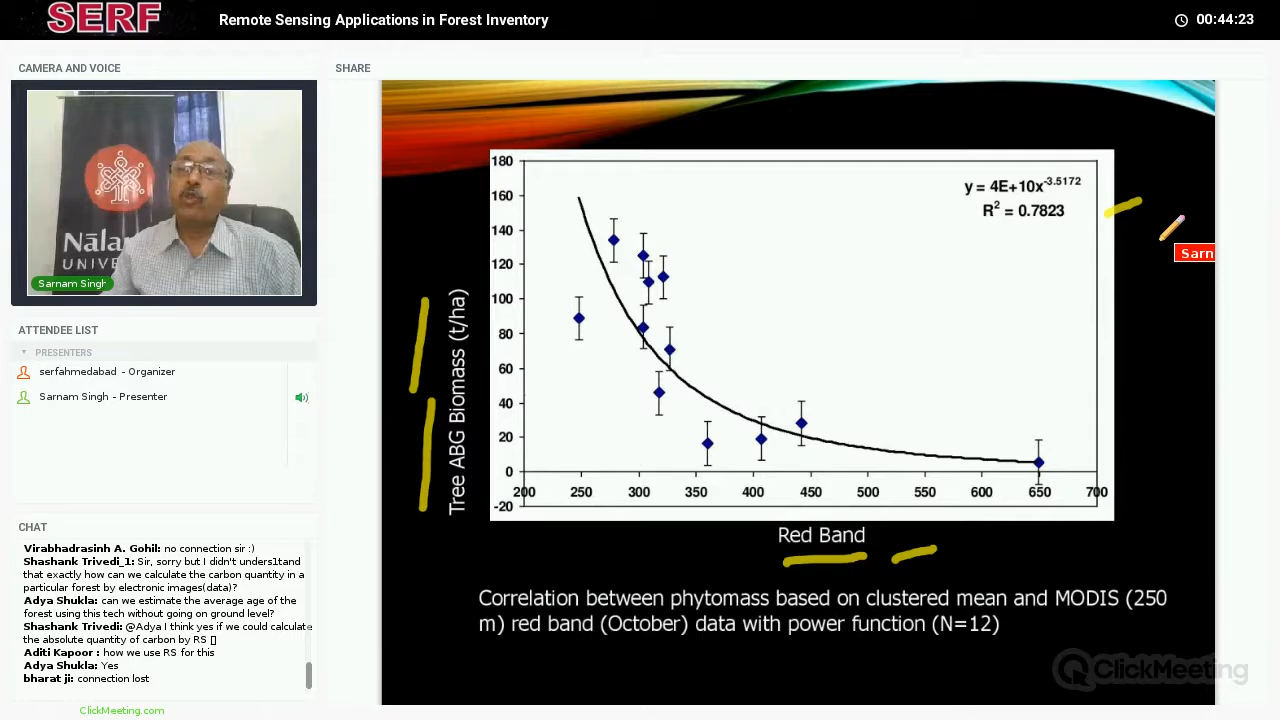 SERF
Remote Sensing Applications in Forest Inventory
00:44:23
CAMERA AND VOICE
SHARE
Nālan
UNIVE
Sarnam Singh
ATTENDEE LIST
PRESENTERS
serfahmedabad - Organizer
Sarnam Singh - Presenter
CHAT
Virabhadrasinh A. Gohil: no connection sir :)
Shashank Trivedi_1: Sir, sorry but I didn't unders1tand
that exactly how can we calculate the carbon quantity in a
particular forest by electronic images(data)?
Adya Shukla: can we estimate the average age of the
forest using this tech without going on ground level?
Shashank Trivedi: @Adya I think yes if we could calculate
the absolute quantity of carbon by RS []
Aditi Kapoor : how we use RS for this
Adya Shukla: Yes
bharat ji: connection lost
ClickMeeting.com
180
160
140
120
100
80
60
40
20
0
-20
200 250 300 350 400 450 500 550 600 650 700
Tree ABG Biomass (t/ha)
y = 4E+10x-3.5172
R2 = 0.7823
Sarn
Red Band
Correlation between phytomass based on clustered mean and MODIS (250
m) red band (October) data with power function (N=12)
ClickMeeting